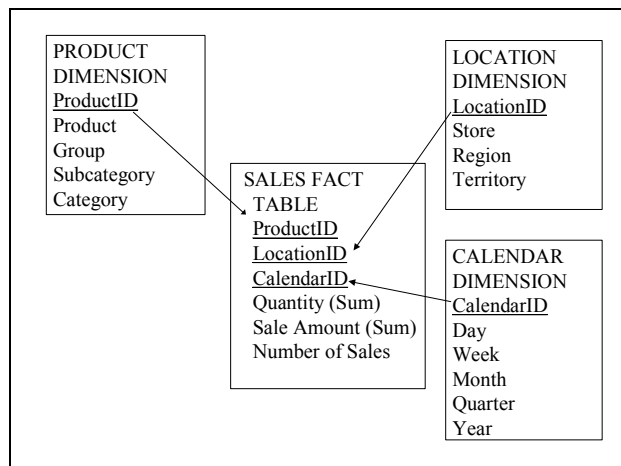 PRODUCT
DIMENSION
ProductID
Product
Group
Subcategory
Category
LOCATION
DIMENSION
LocationID
Store
Region
Territory
SALES FACT
TABLE
ProductID
LocationID
CalendarID
Quantity (Sum)
Sale Amount (Sum)
Number of Sales
CALENDAR
DIMENSION
CalendarID
Day
Week
Month
Quarter
Year